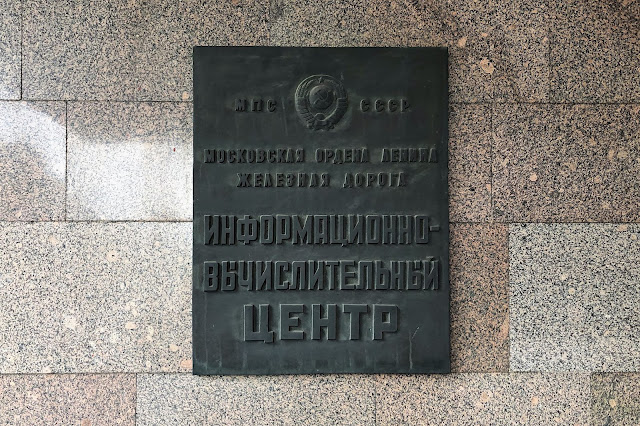 МПС СССР
МОСКОВСКАЯ ОРДЕНА ЛЕНИНА
ЖЕЛЕЗНАЯ ДОРОГА
ИНФОРМАЦИОННО-
ВЫЧИСЛИТЕЛЬНЫЙ
ЦЕНТР